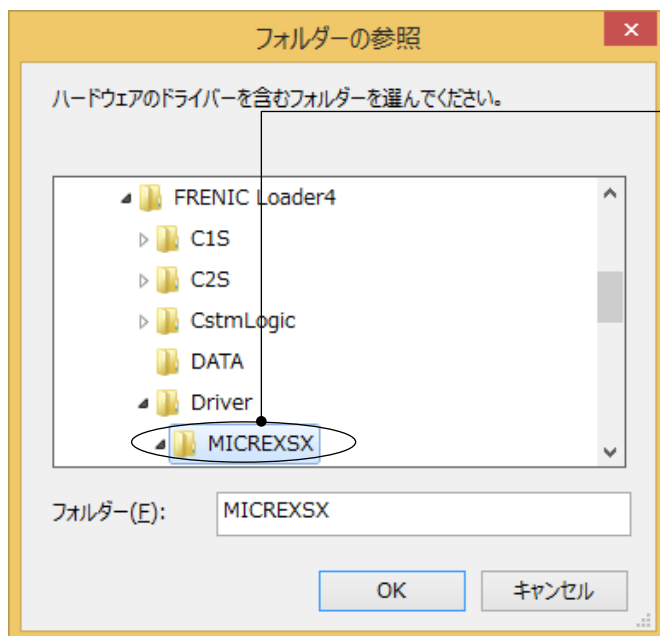 フォルダーの参照
ハードウェアのドライバーを含むフォルダーを選んでください。
FRENIC Loader4
C1S
C2S
CstmLogic
DATA
Driver
MICREXSX
フォルダー(F): MICREXSX
OK キャンセル